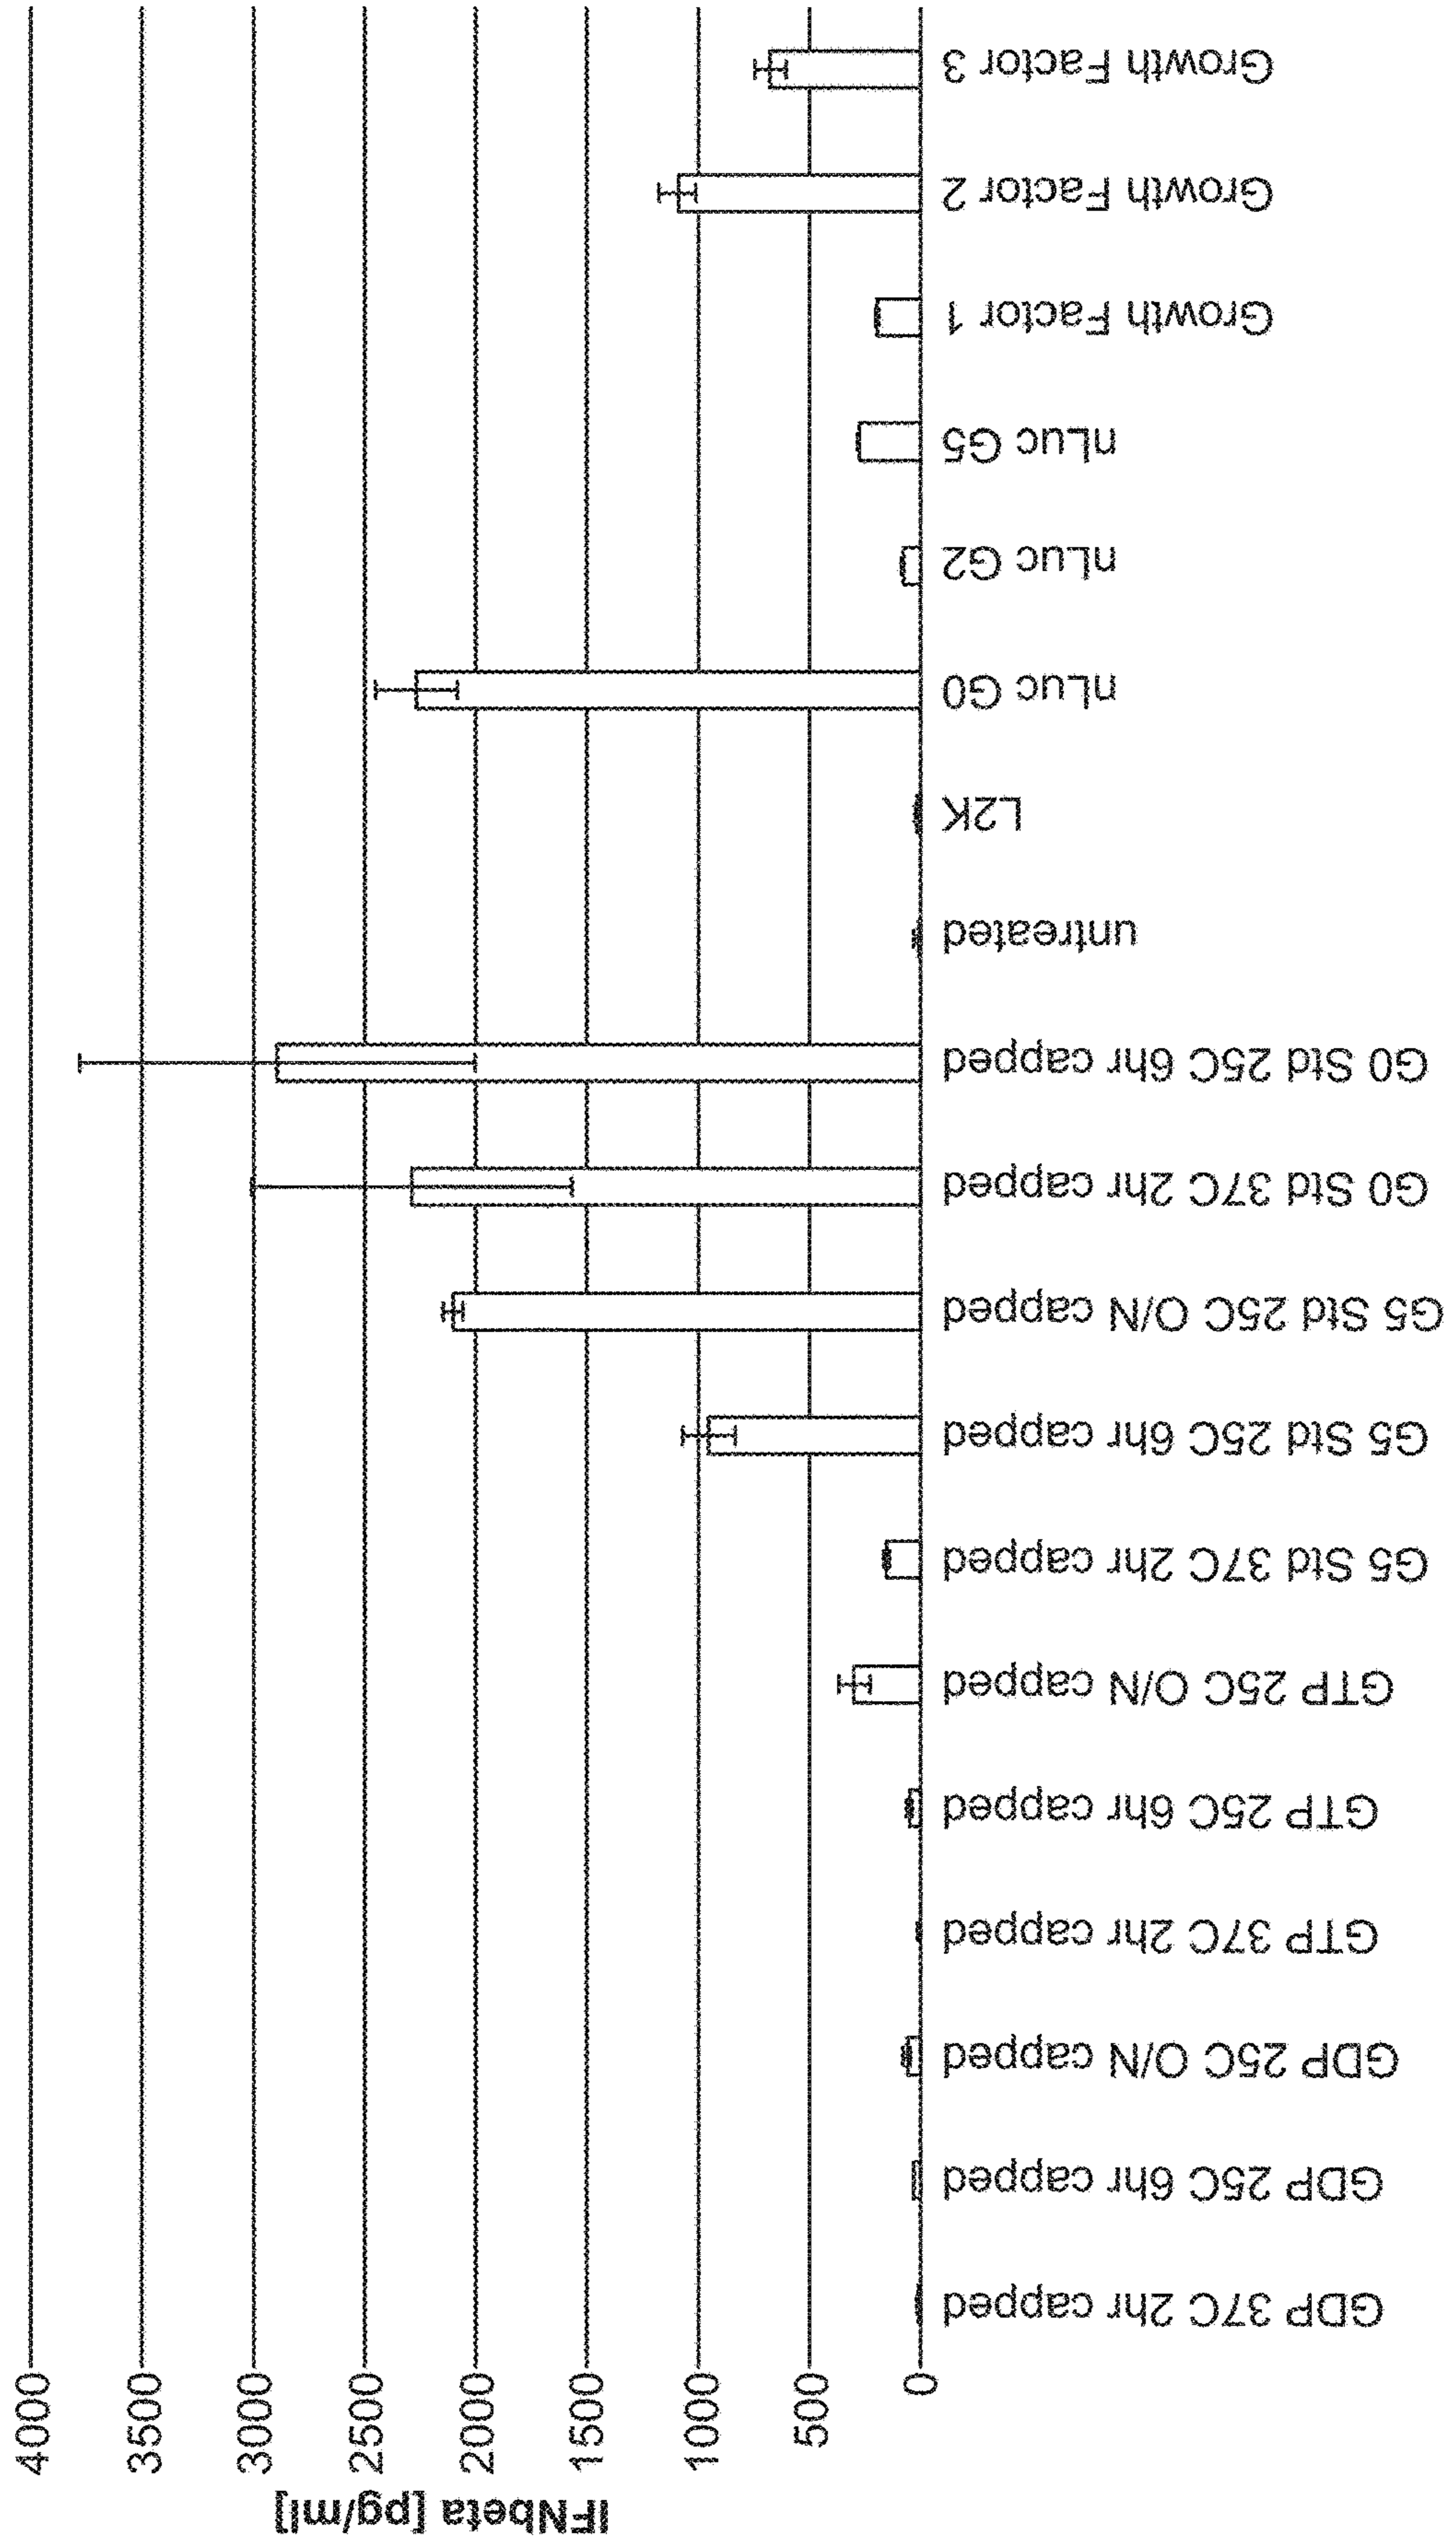 IFNbeta [pg/ml]
4000
3500
3000
2500
2000
1500
1000
500
0
GDP 37C 2hr capped
GDP 25C 6hr capped
GDP 25C O/N capped
GTP 37C 2hr capped
GTP 25C 6hr capped
GTP 25C O/N capped
G5 Std 37C 2hr capped
G5 Std 25C 6hr capped
G5 Std 25C O/N capped
G0 Std 37C 2hr capped
G0 Std 25C 6hr capped
untreated
L2K
nLuc G0
nLuc G2
nLuc G5
Growth Factor 1
Growth Factor 2
Growth Factor 3